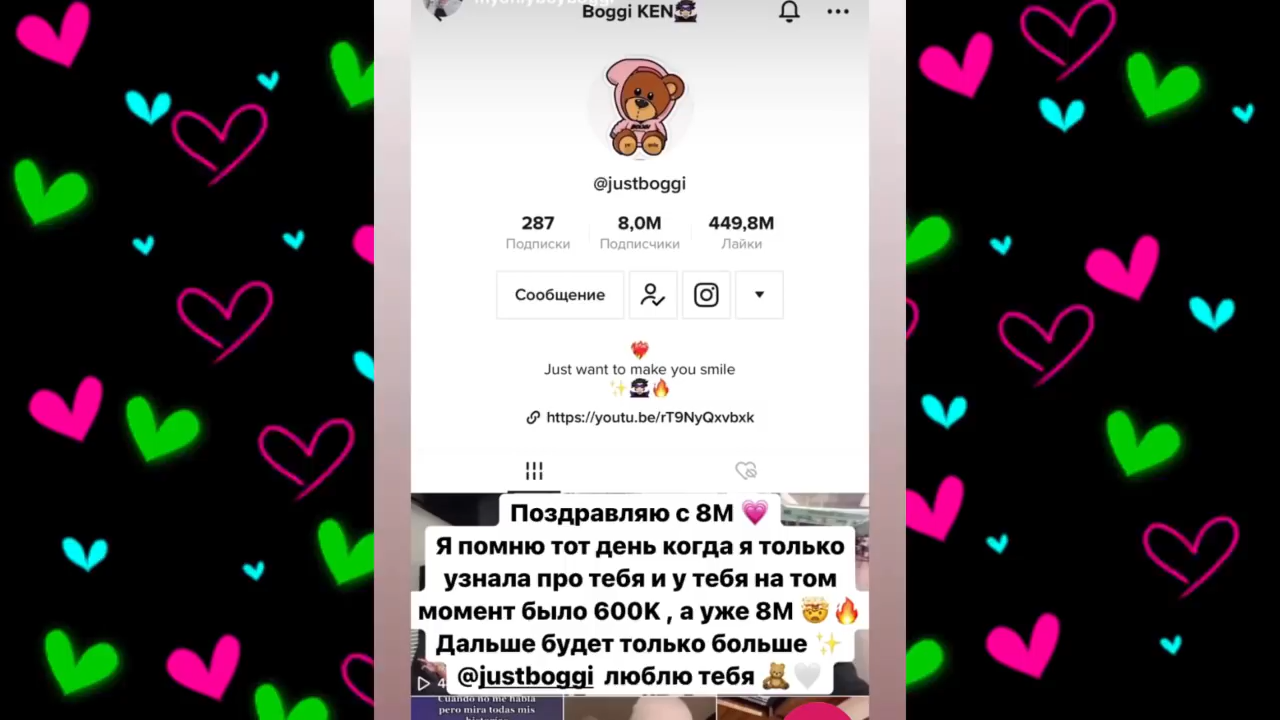 Boggi KEN
@justboggi
287 8,0M 449,8M
Подписки Подписчики Лайки
Сообщение
Just want to make you smile
https://youtu.be/rT9NyQxvbxk
Поздравляю с 8М
Я помню тот день когда я только
узнала про тебя и у тебя на том
момент было 600К , а уже 8М
Дальше будет только больше
@justboggi люблю тебя
Cuando no me habla
pero mira todas mis